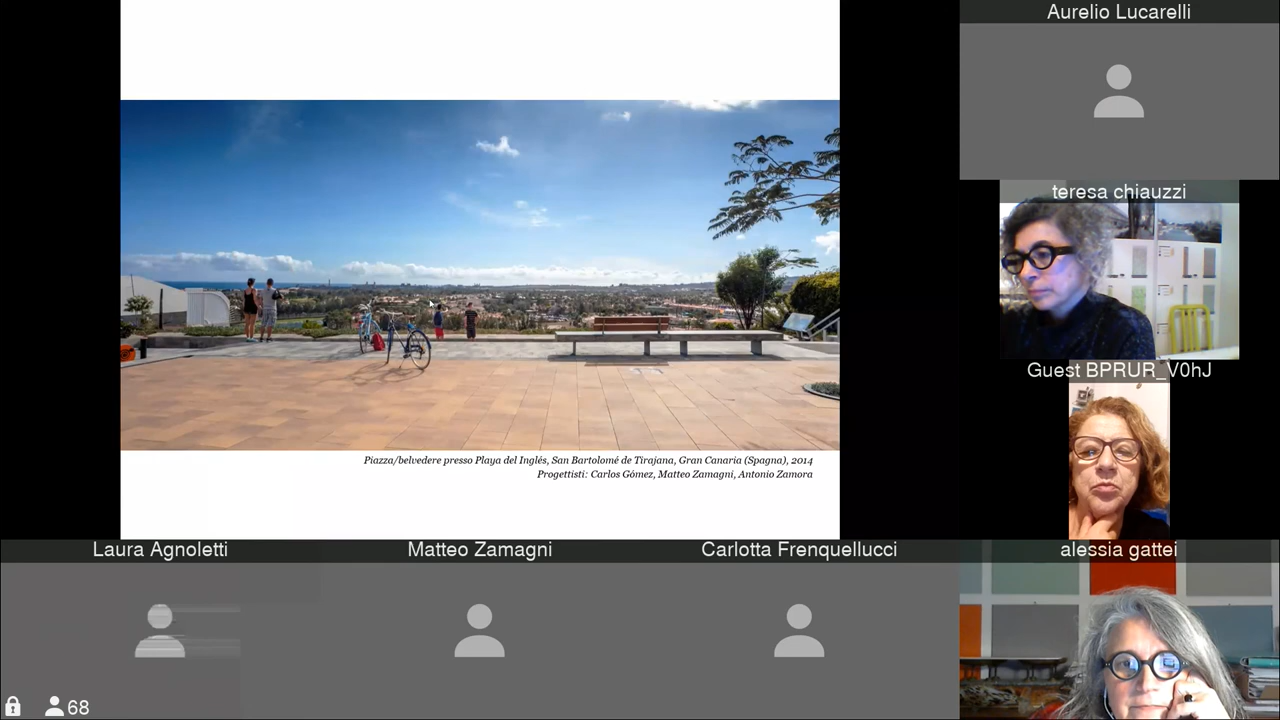 Aurelio Lucarelli
teresa chiauzzi
Guest BPRUR_V0hJ
Piazza/belvedere presso Playa del Inglés, San Bartolomé de Tirajana, Gran Canaria (Spagna), 2014
Progettisti: Carlos Gómez, Matteo Zamagni, Antonio Zamora
Laura Agnoletti
Matteo Zamagni
Carlotta Frenquellucci
alessia gattei
68